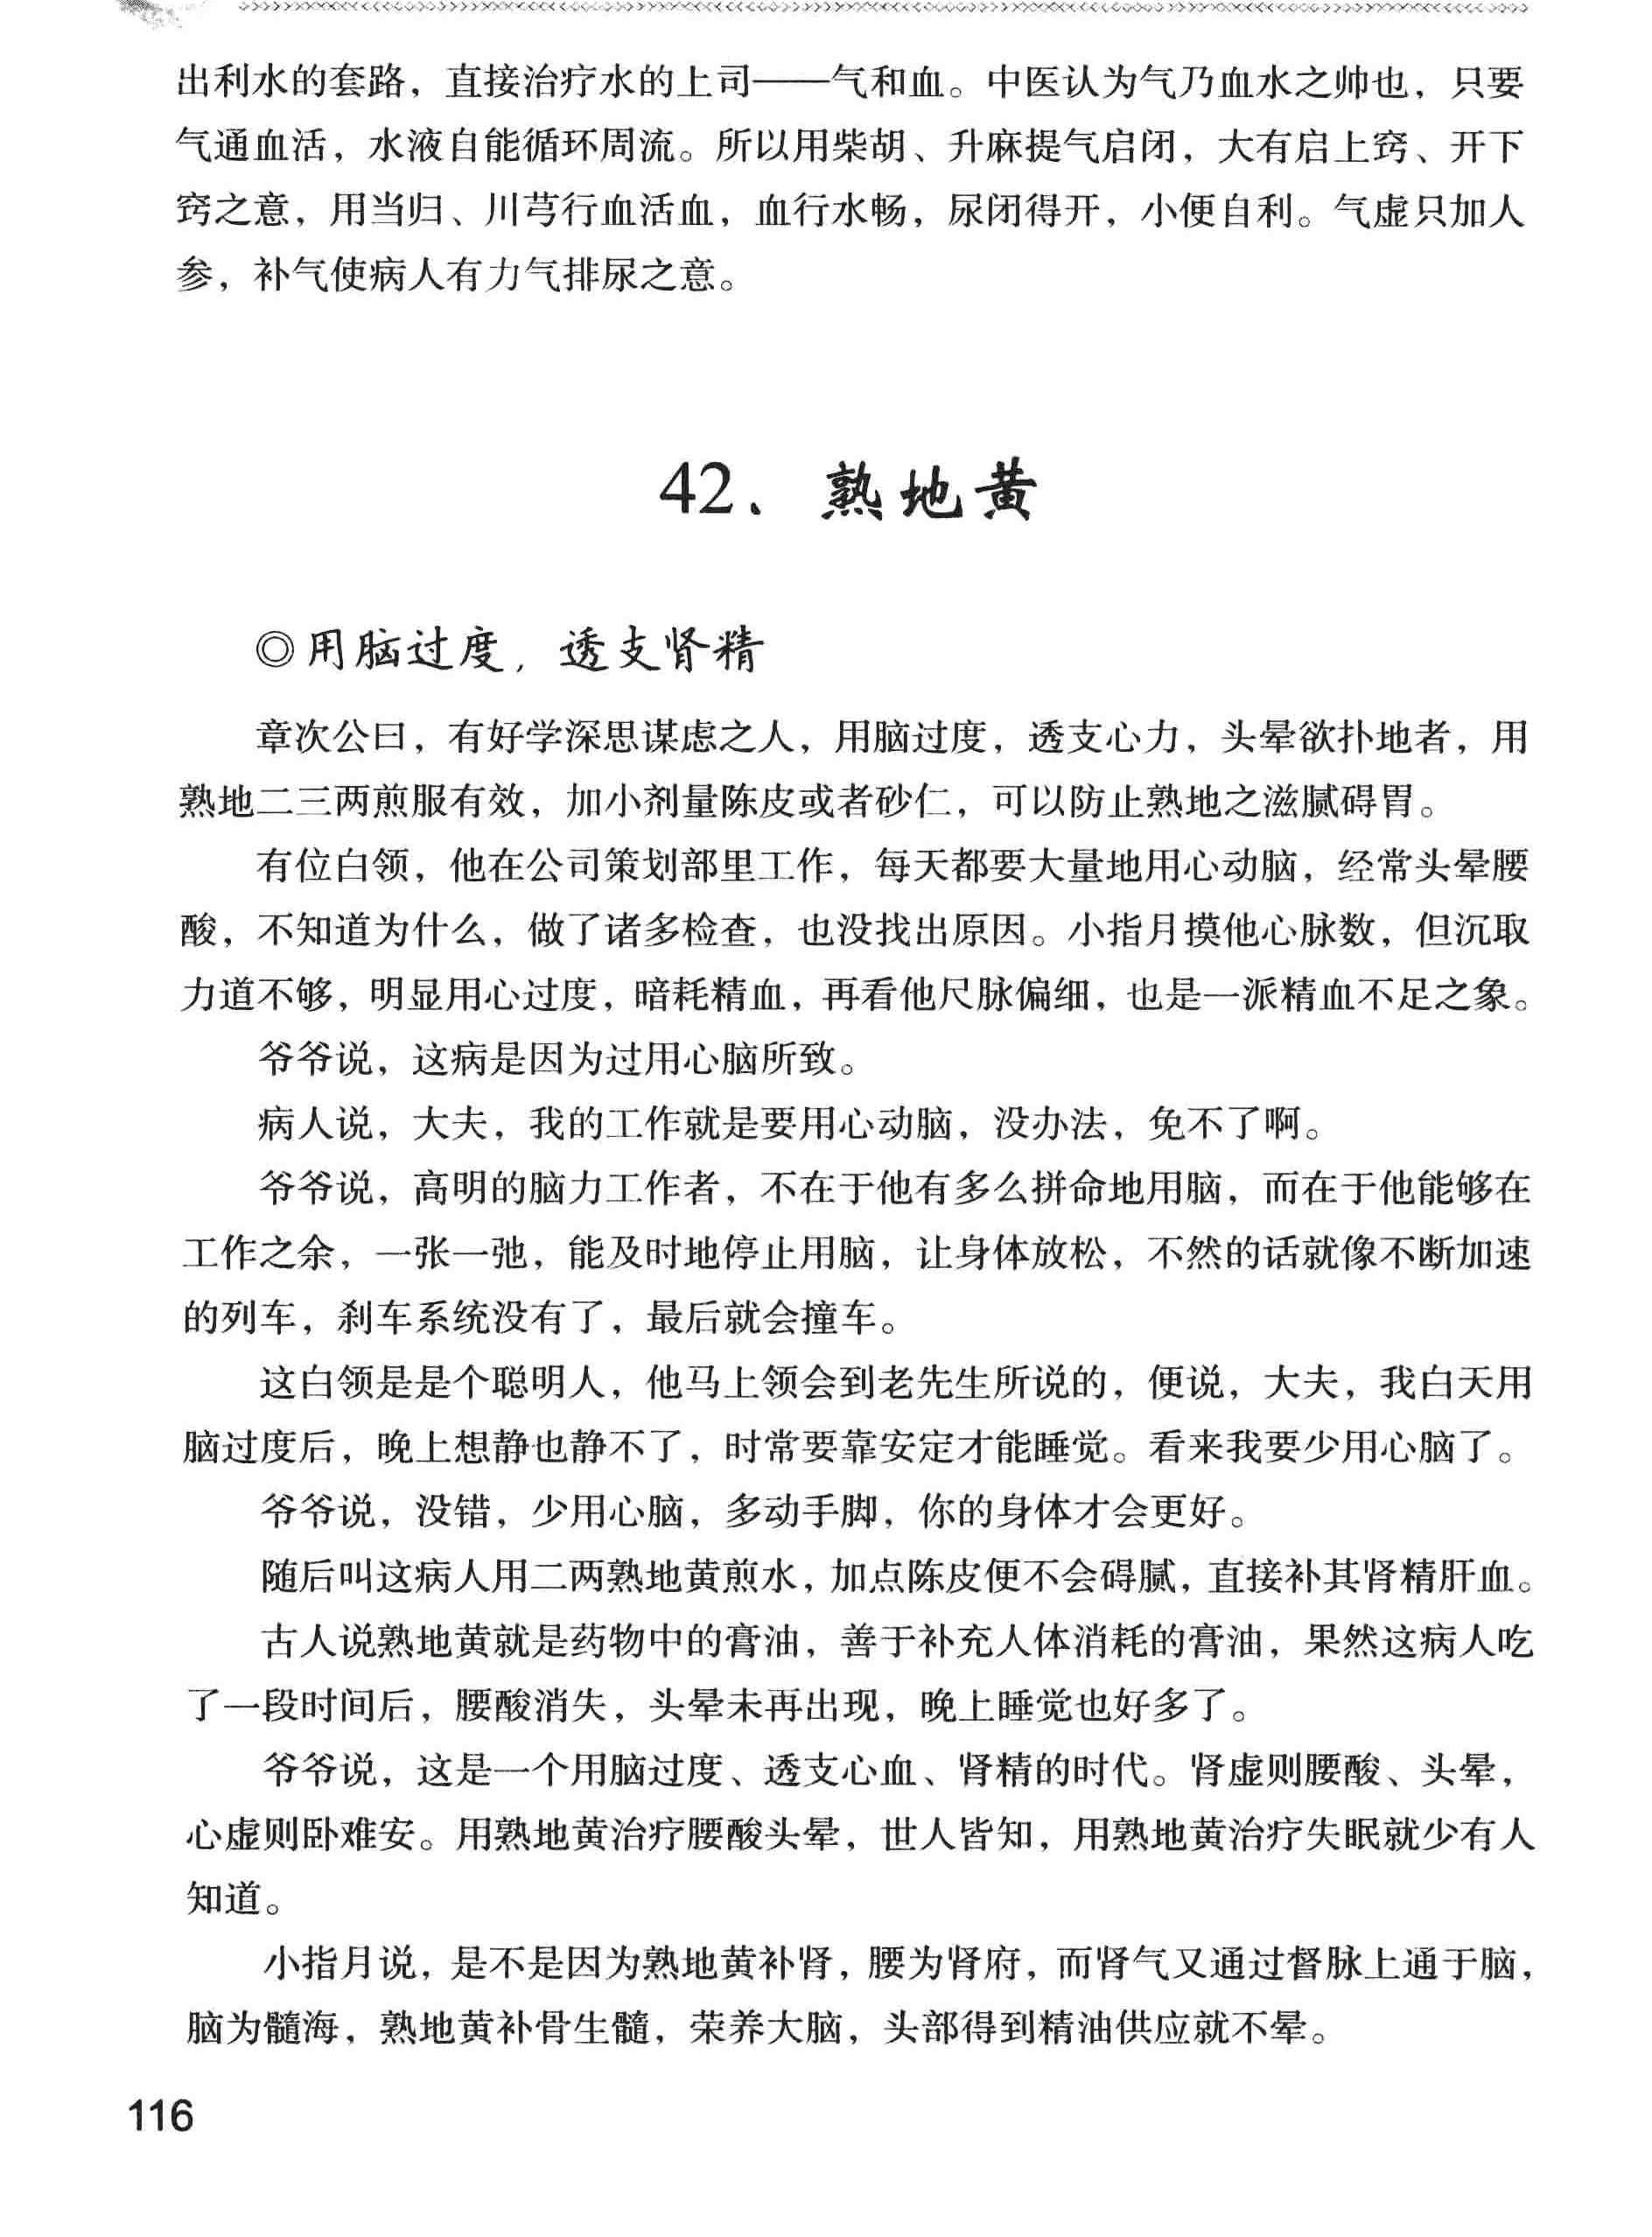 出利水的套路，直接治疗水的上司——气和血。中医认为气乃血水之帅也，只要
气通血活，水液自能循环周流。所以用柴胡、升麻提气启闭，大有启上窍、开下
窍之意，用当归、川芎行血活血，血行水畅，尿闭得开，小便自利。气虚只加人
参，补气使病人有力气排尿之意。
42、熟地黄
◎用脑过度，透支肾精
章次公曰，有好学深思谋虑之人，用脑过度，透支心力，头晕欲扑地者，用
熟地二三两煎服有效，加小剂量陈皮或者砂仁，可以防止熟地之滋腻碍胃。
有位白领，他在公司策划部里工作，每天都要大量地用心动脑，经常头晕腰
酸，不知道为什么，做了诸多检查，也没找出原因。小指月摸他心脉数，但沉取
力道不够，明显用心过度，暗耗精血，再看他尺脉偏细，也是一派精血不足之象。
爷爷说，这病是因为过用心脑所致。
病人说，大夫，我的工作就是要用心动脑，没办法，免不了啊。
爷爷说，高明的脑力工作者，不在于他有多么拼命地用脑，而在于他能够在
工作之余，一张一弛，能及时地停止用脑，让身体放松，不然的话就像不断加速
的列车，刹车系统没有了，最后就会撞车。
这白领是是个聪明人，他马上领会到老先生所说的，便说，大夫，我白天用
脑过度后，晚上想静也静不了，时常要靠安定才能睡觉。看来我要少用心脑了。
爷爷说，没错，少用心脑，多动手脚，你的身体才会更好。
随后叫这病人用二两熟地黄煎水，加点陈皮便不会碍腻，直接补其肾精肝血。
古人说熟地黄就是药物中的膏油，善于补充人体消耗的膏油，果然这病人吃
了一段时间后，腰酸消失，头晕未再出现，晚上睡觉也好多了。
爷爷说，这是一个用脑过度、透支心血、肾精的时代。肾虚则腰酸、头晕，
心虚则卧难安。用熟地黄治疗腰酸头晕，世人皆知，用熟地黄治疗失眠就少有人
知道。
小指月说，是不是因为熟地黄补肾，腰为肾府，而肾气又通过督脉上通于脑，
脑为髓海，熟地黄补骨生髓，荣养大脑，头部得到精油供应就不晕。
116